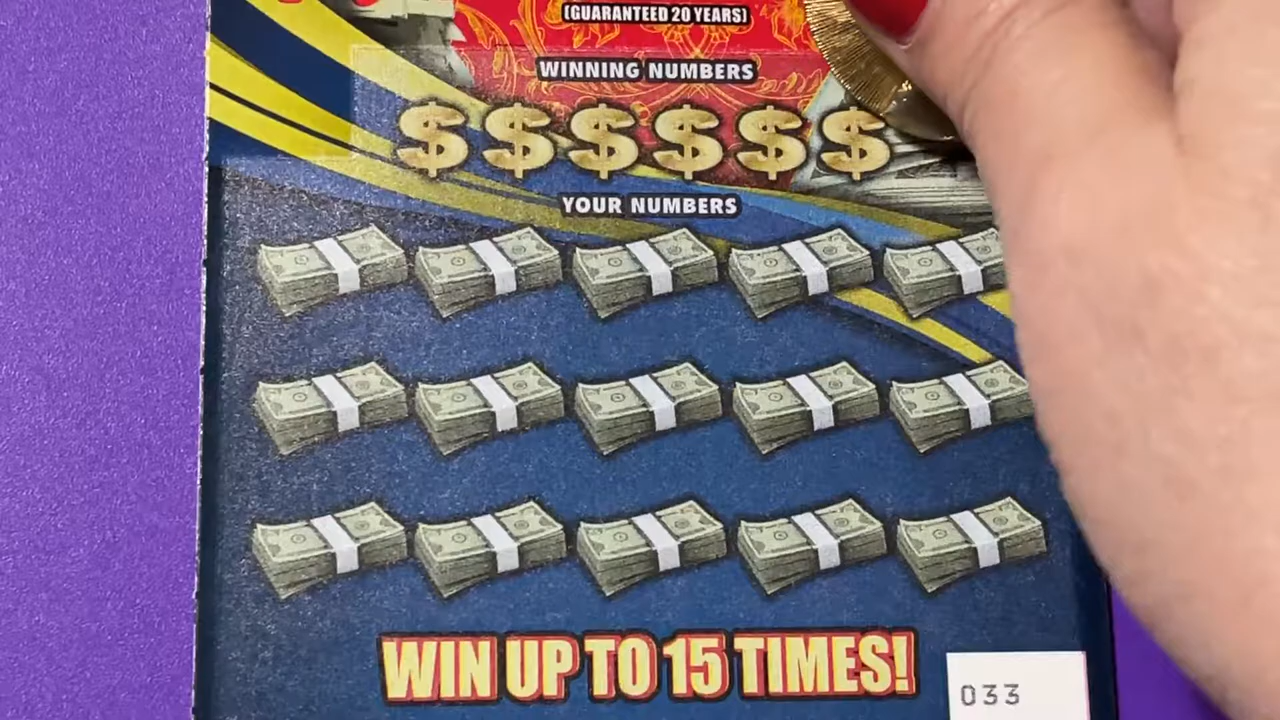 (GUARANTEED 20 YEARS)
WINNING NUMBERS
$ $ $ $ $ $
YOUR NUMBERS
WIN UP TO 15 TIMES!
033